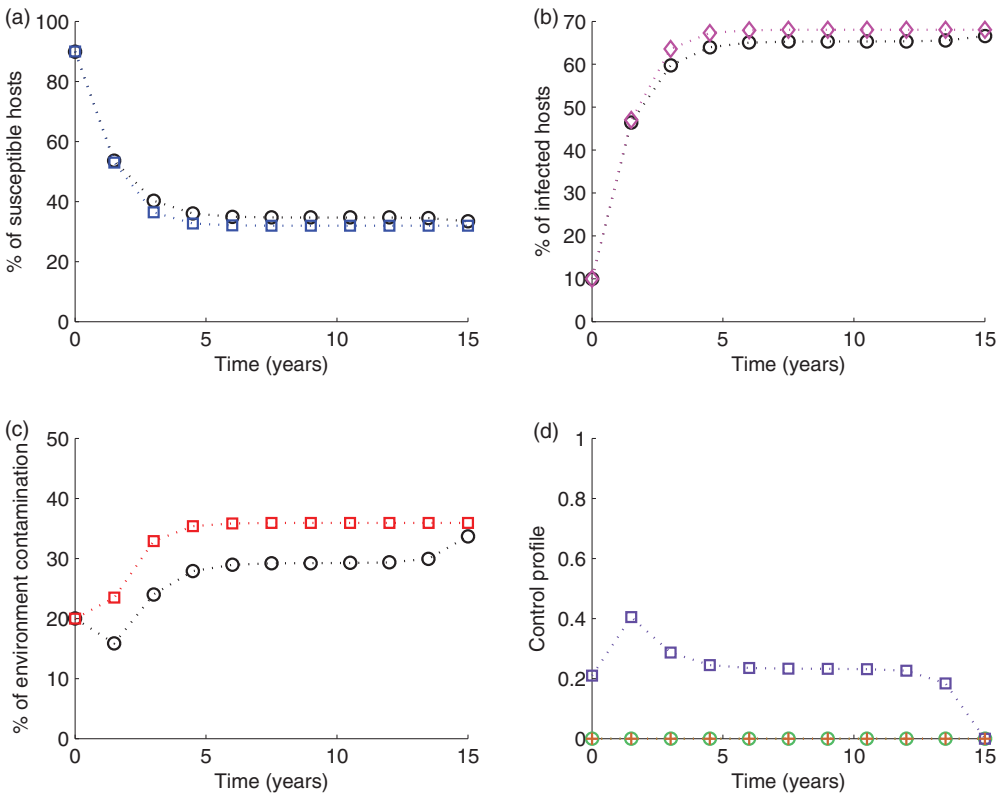 (a)
100
80
60
40
20
0
% of susceptible hosts
0 5 10 15
Time (years)
(b)
70
60
50
40
30
20
10
0
% of infected hosts
0 5 10 15
Time (years)
(c)
50
40
30
20
10
0
% of environment contamination
0 5 10 15
Time (years)
(d)
1
0.8
0.6
0.4
0.2
0
Control profile
0 5 10 15
Time (years)